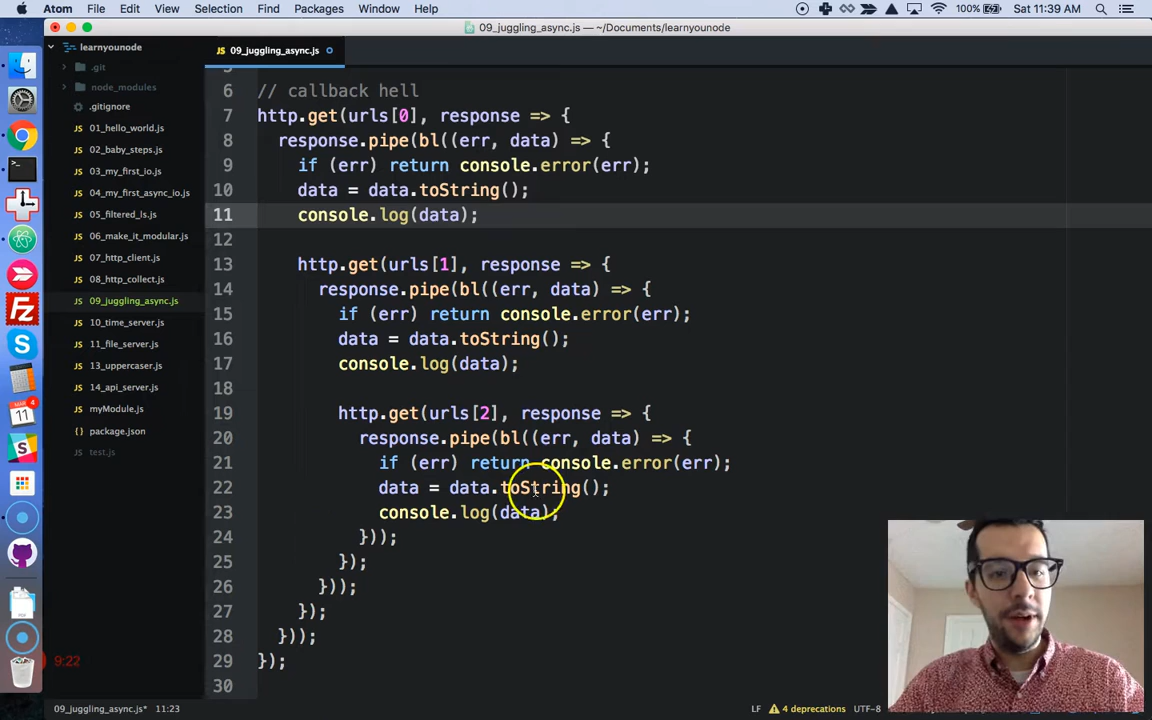 Atom File Edit View Selection Find Packages Window Help 100% Sat 11:39 AM
09_juggling_async.js — ~/Documents/learnyounode
learnyounode
.git
node_modules
.gitignore
01_hello_world.js
02_baby_steps.js
03_my_first_io.js
04_my_first_async_io.js
05_filtered_ls.js
06_make_it_modular.js
07_http_client.js
08_http_collect.js
09_juggling_async.js
10_time_server.js
11_file_server.js
13_uppercaser.js
14_api_server.js
myModule.js
package.json
test.js
MAR 4
11
9:22
09_juggling_async.js
6 // callback hell
7 http.get(urls[0], response => {
8 response.pipe(bl((err, data) => {
9 if (err) return console.error(err);
10 data = data.toString();
11 console.log(data);
12
13 http.get(urls[1], response => {
14 response.pipe(bl((err, data) => {
15 if (err) return console.error(err);
16 data = data.toString();
17 console.log(data);
18
19 http.get(urls[2], response => {
20 response.pipe(bl((err, data) => {
21 if (err) return console.error(err);
22 data = data.toString();
23 console.log(data);
24 }));
25 });
26 }));
27 });
28 }));
29 });
30
09_juggling_async.js* 11:23 LF 4 deprecations UTF-8